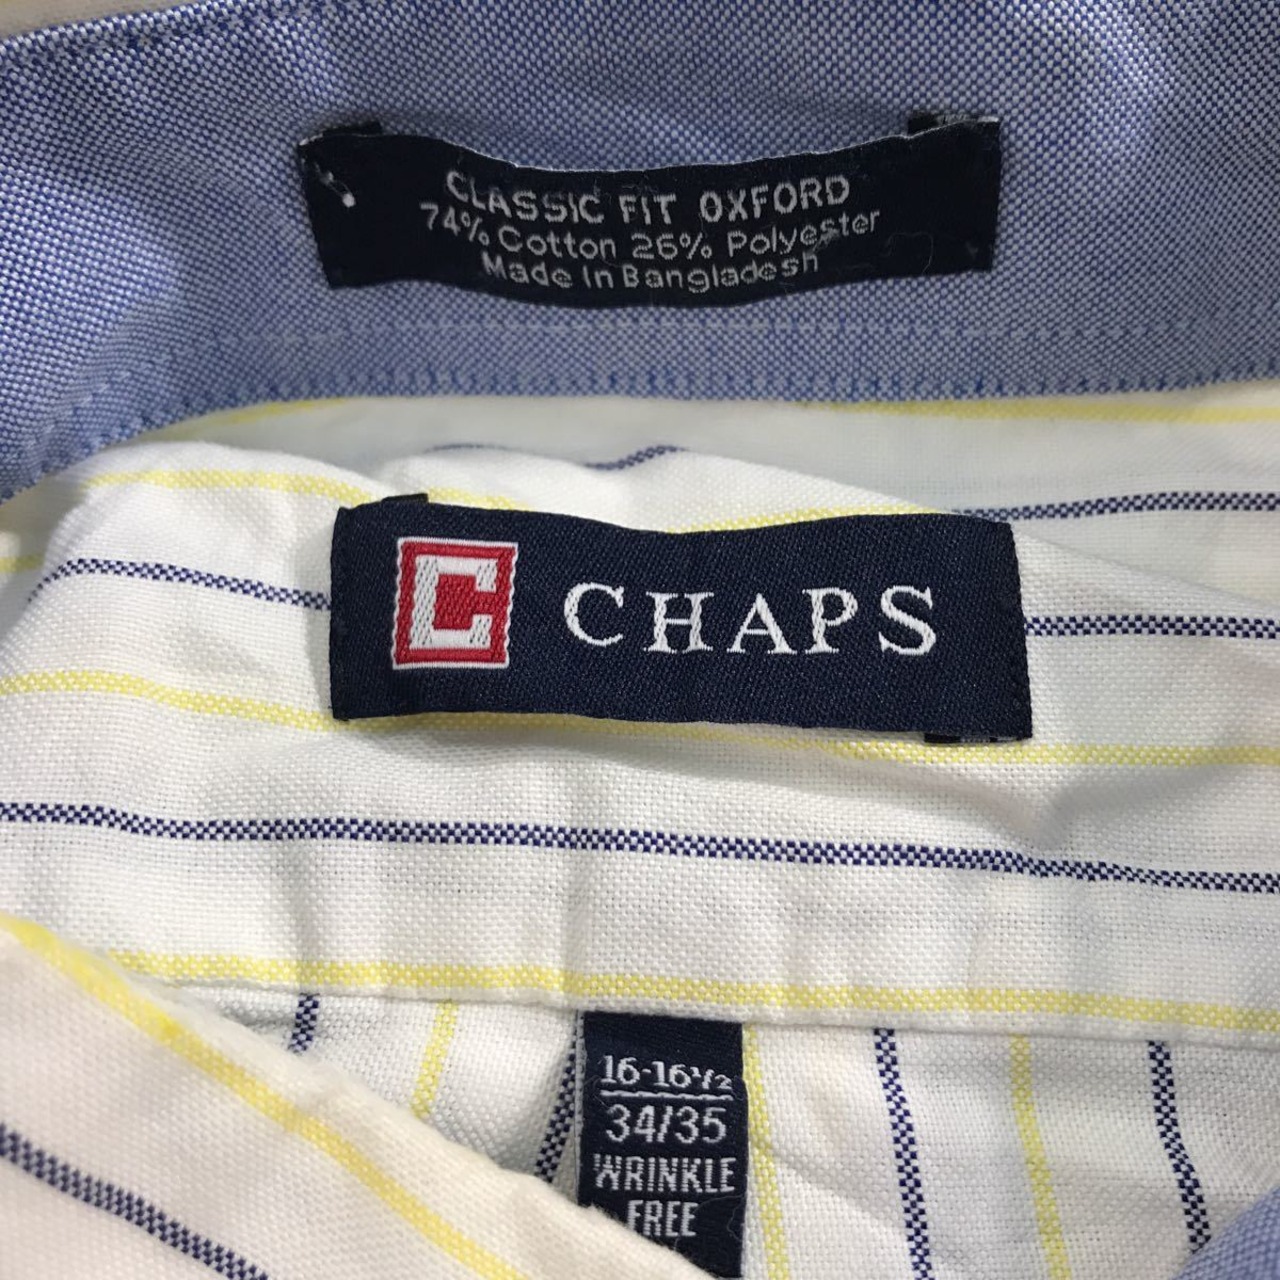 CLASSIC FIT OXFORD
74% Cotton 26% Polyester
Made In Bangladesh
C CHAPS
16-16½
34/35
WRINKLE
FREE